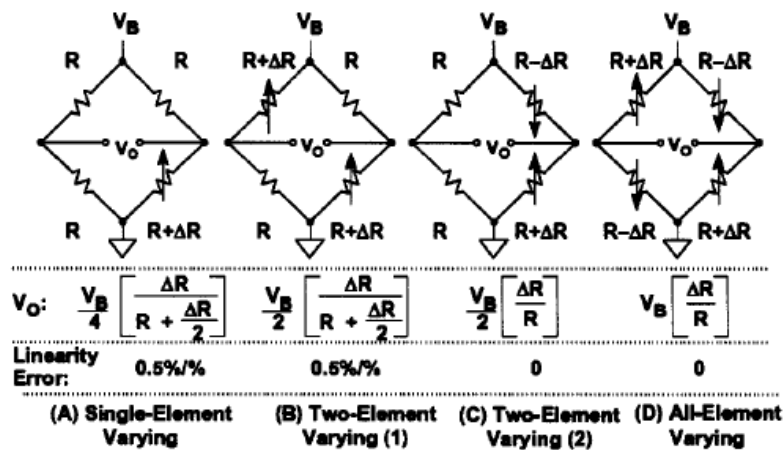 V_B V_B V_B V_B
R R R+ΔR R R R−ΔR R+ΔR R−ΔR
V_O V_O V_O V_O
R R+ΔR R R+ΔR R R+ΔR R−ΔR R+ΔR
V_O: V_B/4 [ΔR / (R + ΔR/2)] V_B/2 [ΔR / (R + ΔR/2)] V_B/2 [ΔR/R] V_B [ΔR/R]
Linearity
Error: 0.5%/% 0.5%/% 0 0
(A) Single-Element (B) Two-Element (C) Two-Element (D) All-Element
Varying Varying (1) Varying (2) Varying